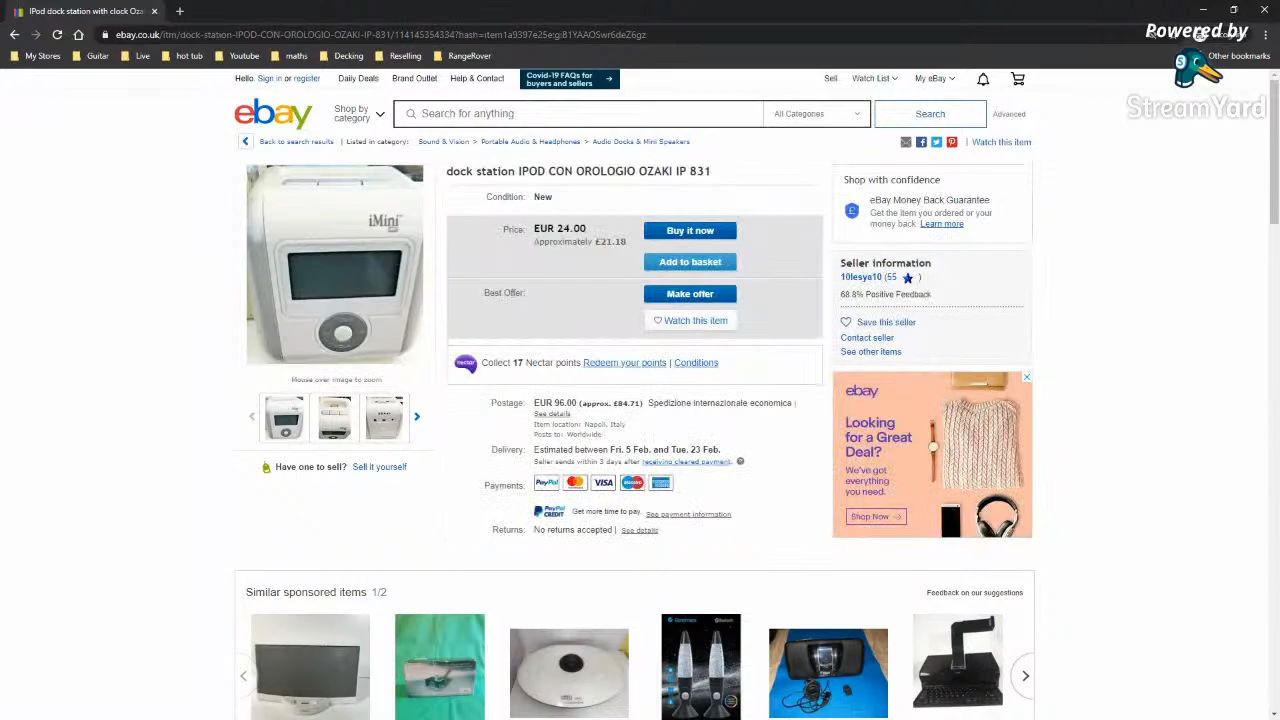 IPod dock station with clock Oza
Powered by
ebay.co.uk/itm/dock-station-IPOD-CON-OROLOGIO-OZAKI-IP-831/114145354334?hash=item1a9397e25e:g:B1YAAOSwr6deZ6gz
My Stores
Guitar
Live
hot tub
Youtube
maths
Decking
Reselling
RangeRover
Other bookmarks
StreamYard
Hello. Sign in or register
Daily Deals
Brand Outlet
Help & Contact
Covid-19 FAQs for
buyers and sellers
Sell
Watch List
My eBay
ebay
Shop by
category
Search for anything
All Categories
Search
Advanced
Back to search results | Listed in category: Sound & Vision > Portable Audio & Headphones > Audio Docks & Mini Speakers
| Watch this item
iMini
Mouse over image to zoom
Have one to sell? Sell it yourself
dock station IPOD CON OROLOGIO OZAKI IP 831
Condition: New
Price: EUR 24.00
Approximately £21.18
Buy it now
Add to basket
Best Offer:
Make offer
Watch this item
nectar
Collect 17 Nectar points Redeem your points | Conditions
Postage: EUR 96.00 (approx. £84.71) Spedizione internazionale economica |
See details
Item location: Napoli, Italy
Posts to: Worldwide
Delivery: Estimated between Fri. 5 Feb. and Tue. 23 Feb.
Seller sends within 3 days after receiving cleared payment.
Payments: PayPal VISA
PayPal CREDIT Get more time to pay. See payment information
Returns: No returns accepted | See details
Shop with confidence
eBay Money Back Guarantee
Get the item you ordered or your
money back. Learn more
Seller information
10lesya10 (55 )
68.8% Positive Feedback
Save this seller
Contact seller
See other items
ebay
Looking
for a Great
Deal?
We've got
everything
you need.
Shop Now
Similar sponsored items 1/2
Feedback on our suggestions